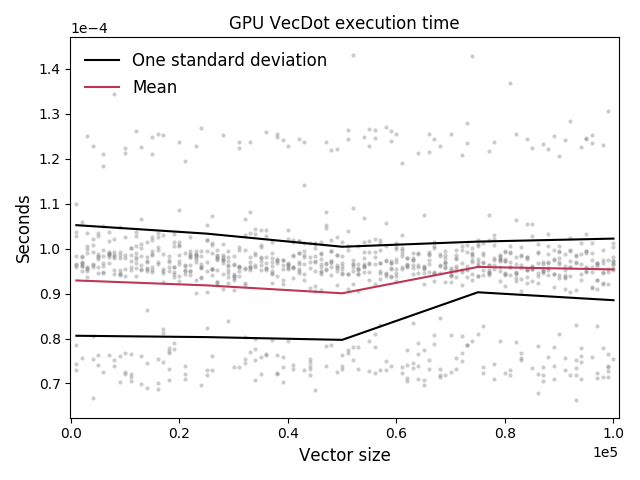 GPU VecDot execution time
1e−4
One standard deviation
Mean
1.4
1.3
1.2
1.1
1.0
0.9
0.8
0.7
Seconds
0.0 0.2 0.4 0.6 0.8 1.0
Vector size
1e5